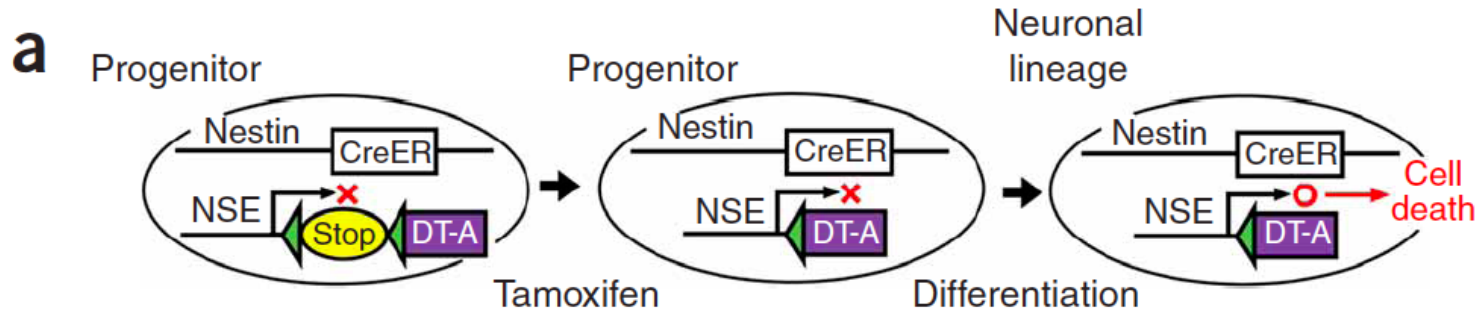 a
Progenitor
Nestin
CreER
NSE
Stop
DT-A
Tamoxifen
Progenitor
Nestin
CreER
NSE
DT-A
Differentiation
Neuronal
lineage
Nestin
CreER
NSE
DT-A
Cell
death